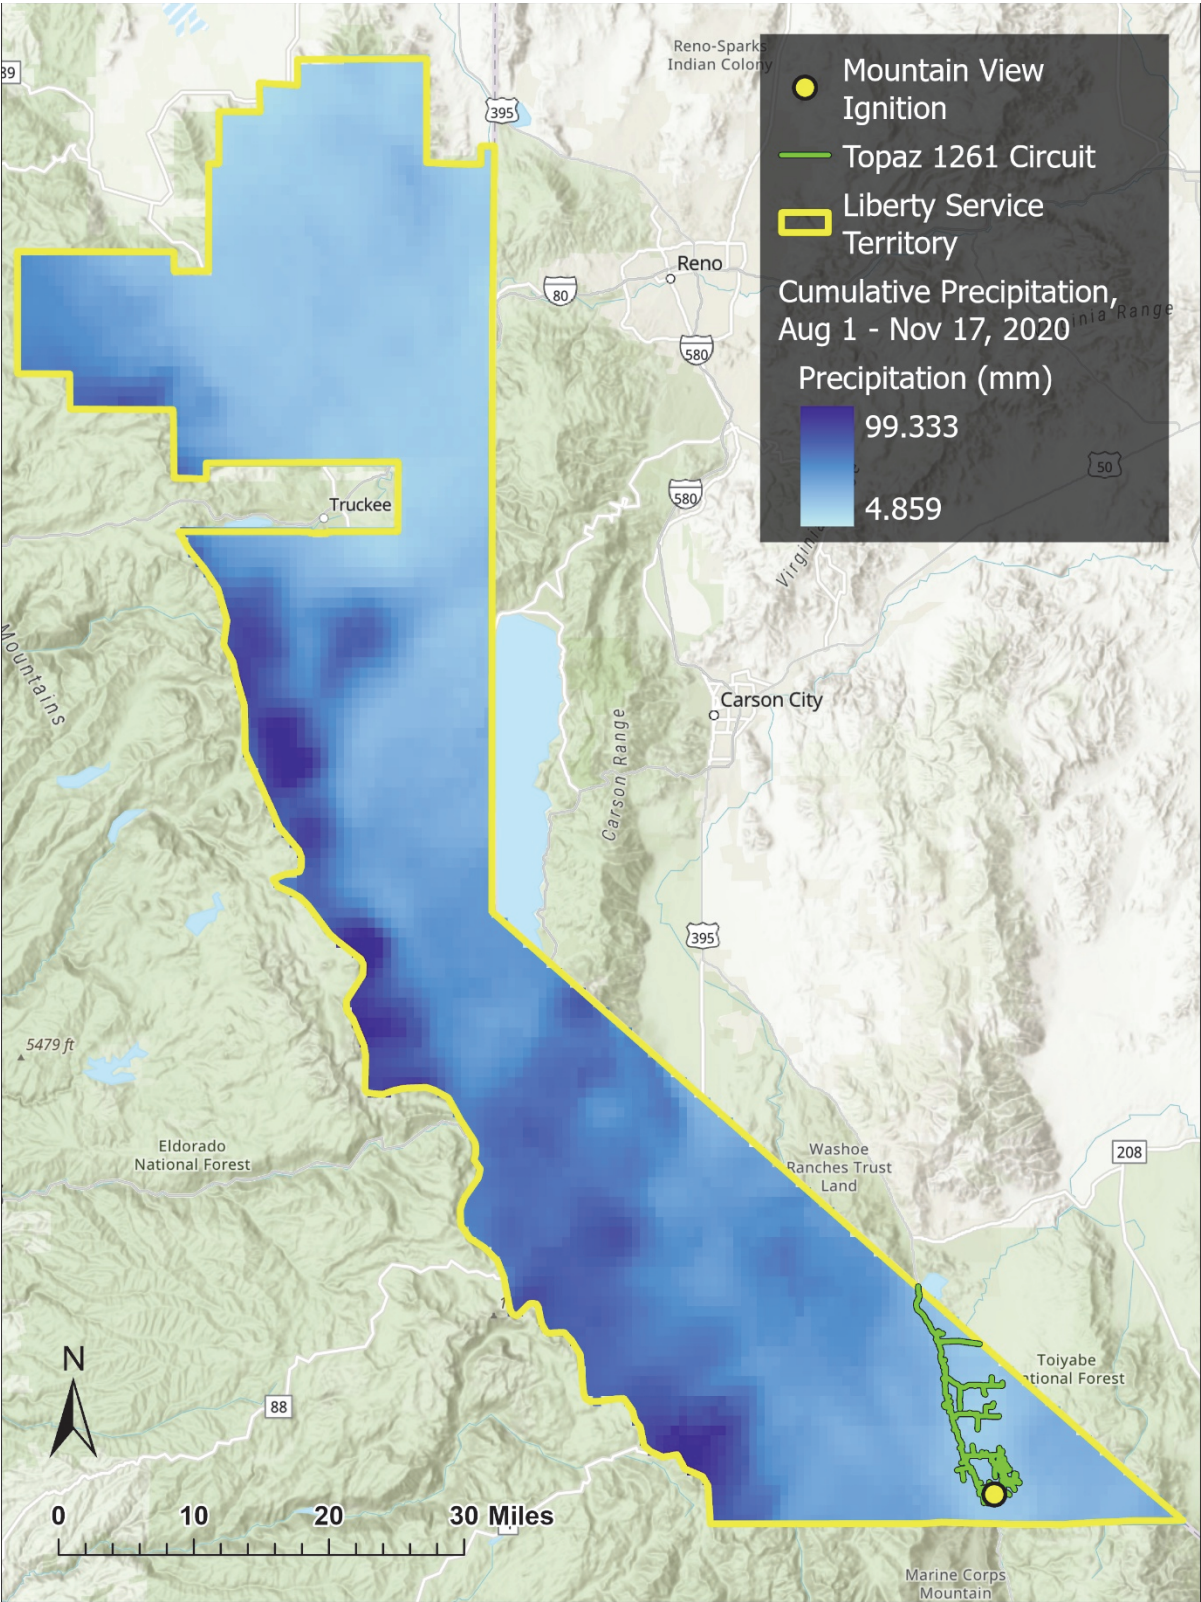 Reno-Sparks
Indian Colony
89
395
Mountain View
Ignition
Topaz 1261 Circuit
Liberty Service
Territory
Cumulative Precipitation,
Aug 1 - Nov 17, 2020
Precipitation (mm)
99.333
4.859
Reno
80
580
Virginia
50
580
Truckee
Mountains
Carson City
Carson Range
395
5479 ft
Eldorado
National Forest
Washoe
Ranches Trust
Land
208
Toiyabe
National Forest
N
88
0 10 20 30 Miles
Marine Corps
Mountain